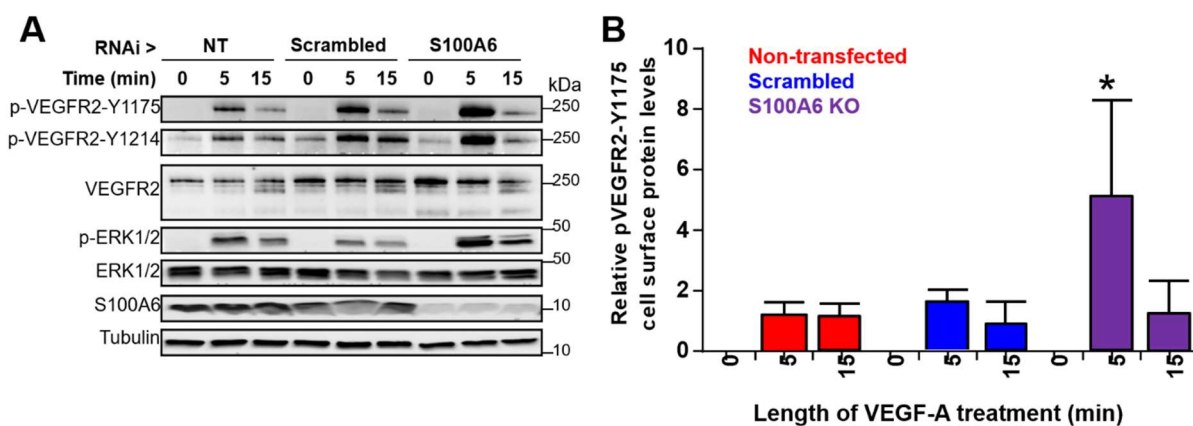 A
RNAi > NT Scrambled S100A6
Time (min) 0 5 15 0 5 15 0 5 15 kDa
p-VEGFR2-Y1175 250
p-VEGFR2-Y1214 250
VEGFR2 250
p-ERK1/2 50
ERK1/2 50
S100A6 10
Tubulin 10
B
Relative pVEGFR2-Y1175
cell surface protein levels
10
8
6
4
2
0
Non-transfected
Scrambled
S100A6 KO
*
0 5 15 0 5 15 0 5 15
Length of VEGF-A treatment (min)